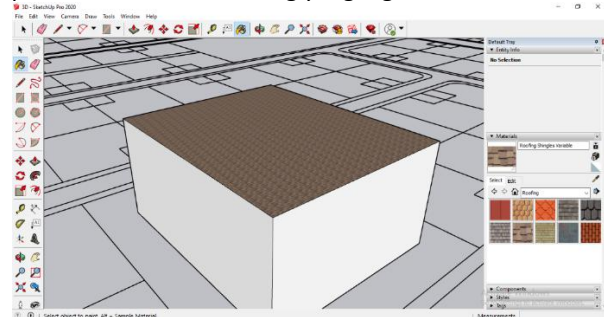 3D - SketchUp Pro 2020
File Edit View Camera Draw Tools Window Help
Default Tray
Entity Info
No Selection
Materials
Roofing Shingles Variable
Select Edit
Roofing
Components
Styles
Tags
Select object to paint. Alt = Sample Material.
Measurements